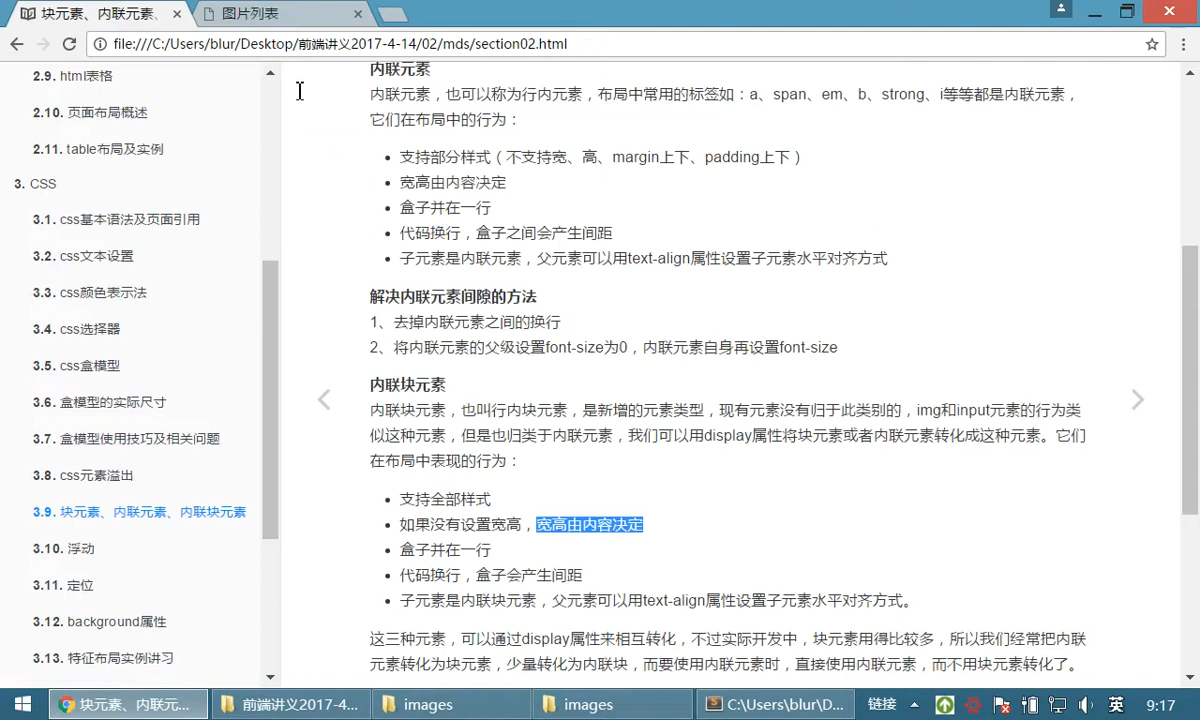 块元素、内联元素、
图片列表
file:///C:/Users/blur/Desktop/前端讲义2017-4-14/02/mds/section02.html
2.9. html表格
2.10. 页面布局概述
2.11. table布局及实例
3. CSS
3.1. css基本语法及页面引用
3.2. css文本设置
3.3. css颜色表示法
3.4. css选择器
3.5. css盒模型
3.6. 盒模型的实际尺寸
3.7. 盒模型使用技巧及相关问题
3.8. css元素溢出
3.9. 块元素、内联元素、内联块元素
3.10. 浮动
3.11. 定位
3.12. background属性
3.13. 特征布局实例讲习
内联元素
内联元素，也可以称为行内元素，布局中常用的标签如：a、span、em、b、strong、i等等都是内联元素，
它们在布局中的行为：
支持部分样式（不支持宽、高、margin上下、padding上下）
宽高由内容决定
盒子并在一行
代码换行，盒子之间会产生间距
子元素是内联元素，父元素可以用text-align属性设置子元素水平对齐方式
解决内联元素间隙的方法
1、去掉内联元素之间的换行
2、将内联元素的父级设置font-size为0，内联元素自身再设置font-size
内联块元素
内联块元素，也叫行内块元素，是新增的元素类型，现有元素没有归于此类别的，img和input元素的行为类
似这种元素，但是也归类于内联元素，我们可以用display属性将块元素或者内联元素转化成这种元素。它们
在布局中表现的行为：
支持全部样式
如果没有设置宽高，宽高由内容决定
盒子并在一行
代码换行，盒子会产生间距
子元素是内联块元素，父元素可以用text-align属性设置子元素水平对齐方式。
这三种元素，可以通过display属性来相互转化，不过实际开发中，块元素用得比较多，所以我们经常把内联
元素转化为块元素，少量转化为内联块，而要使用内联元素时，直接使用内联元素，而不用块元素转化了。
块元素、内联元...
前端讲义2017-4...
images
images
C:\Users\blur\D...
链接
英
9:17